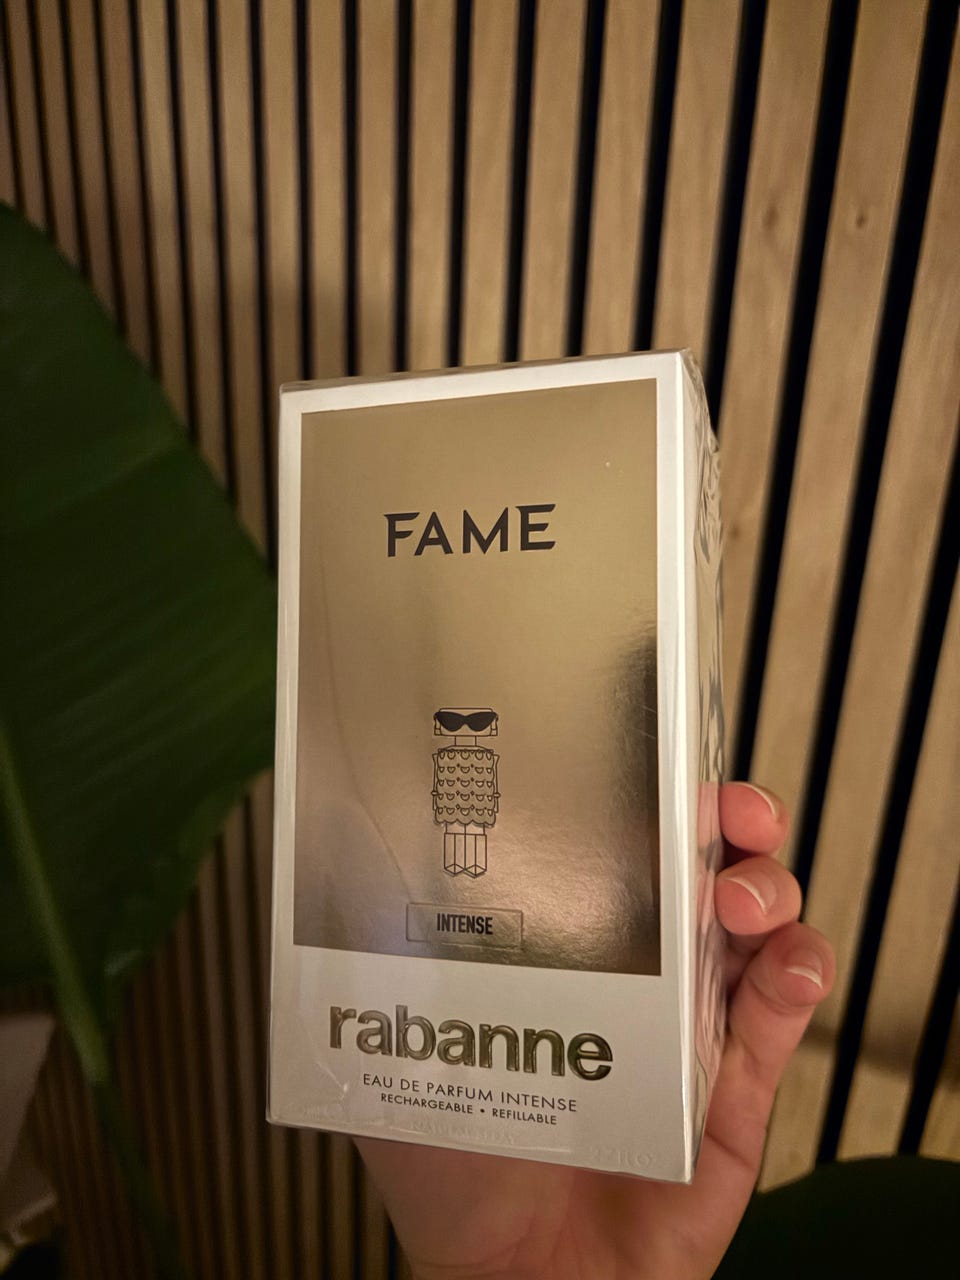 FAME
INTENSE
rabanne
EAU DE PARFUM INTENSE
RECHARGEABLE • REFILLABLE